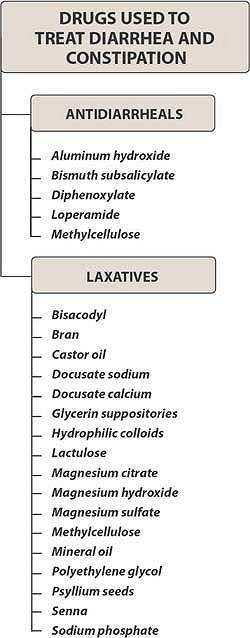 DRUGS USED TO
TREAT DIARRHEA AND
CONSTIPATION
ANTIDIARRHEALS
Aluminum hydroxide
Bismuth subsalicylate
Diphenoxylate
Loperamide
Methylcellulose
LAXATIVES
Bisacodyl
Bran
Castor oil
Docusate sodium
Docusate calcium
Glycerin suppositories
Hydrophilic colloids
Lactulose
Magnesium citrate
Magnesium hydroxide
Magnesium sulfate
Methylcellulose
Mineral oil
Polyethylene glycol
Psyllium seeds
Senna
Sodium phosphate